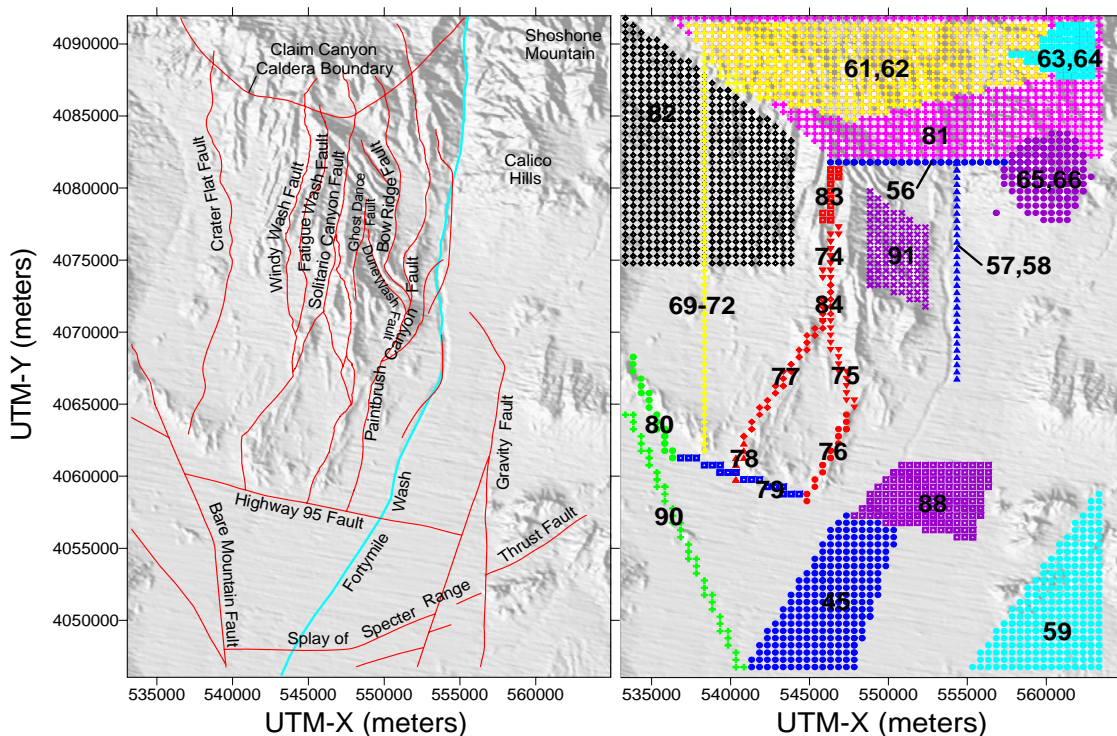 4090000
4085000
4080000
4075000
4070000
4065000
4060000
4055000
4050000
UTM-Y (meters)
Claim Canyon
Caldera Boundary
Shoshone
Mountain
Calico
Hills
Crater Flat Fault
Windy Wash Fault
Fatigue Wash Fault
Solitario Canyon Fault
Ghost Dance
Fault
Bow Ridge Fault
Dune Wash Fault
Paintbrush Canyon Fault
Gravity Fault
Highway 95 Fault
Bare Mountain Fault
Fortymile Wash
Splay of Specter Range Thrust Fault
535000 540000 545000 550000 555000 560000
UTM-X (meters)
61,62
63,64
82
81
56
65,66
83
91
74
57,58
69-72
84
77
75
80
76
78
79
90
88
45
59
535000 540000 545000 550000 555000 560000
UTM-X (meters)